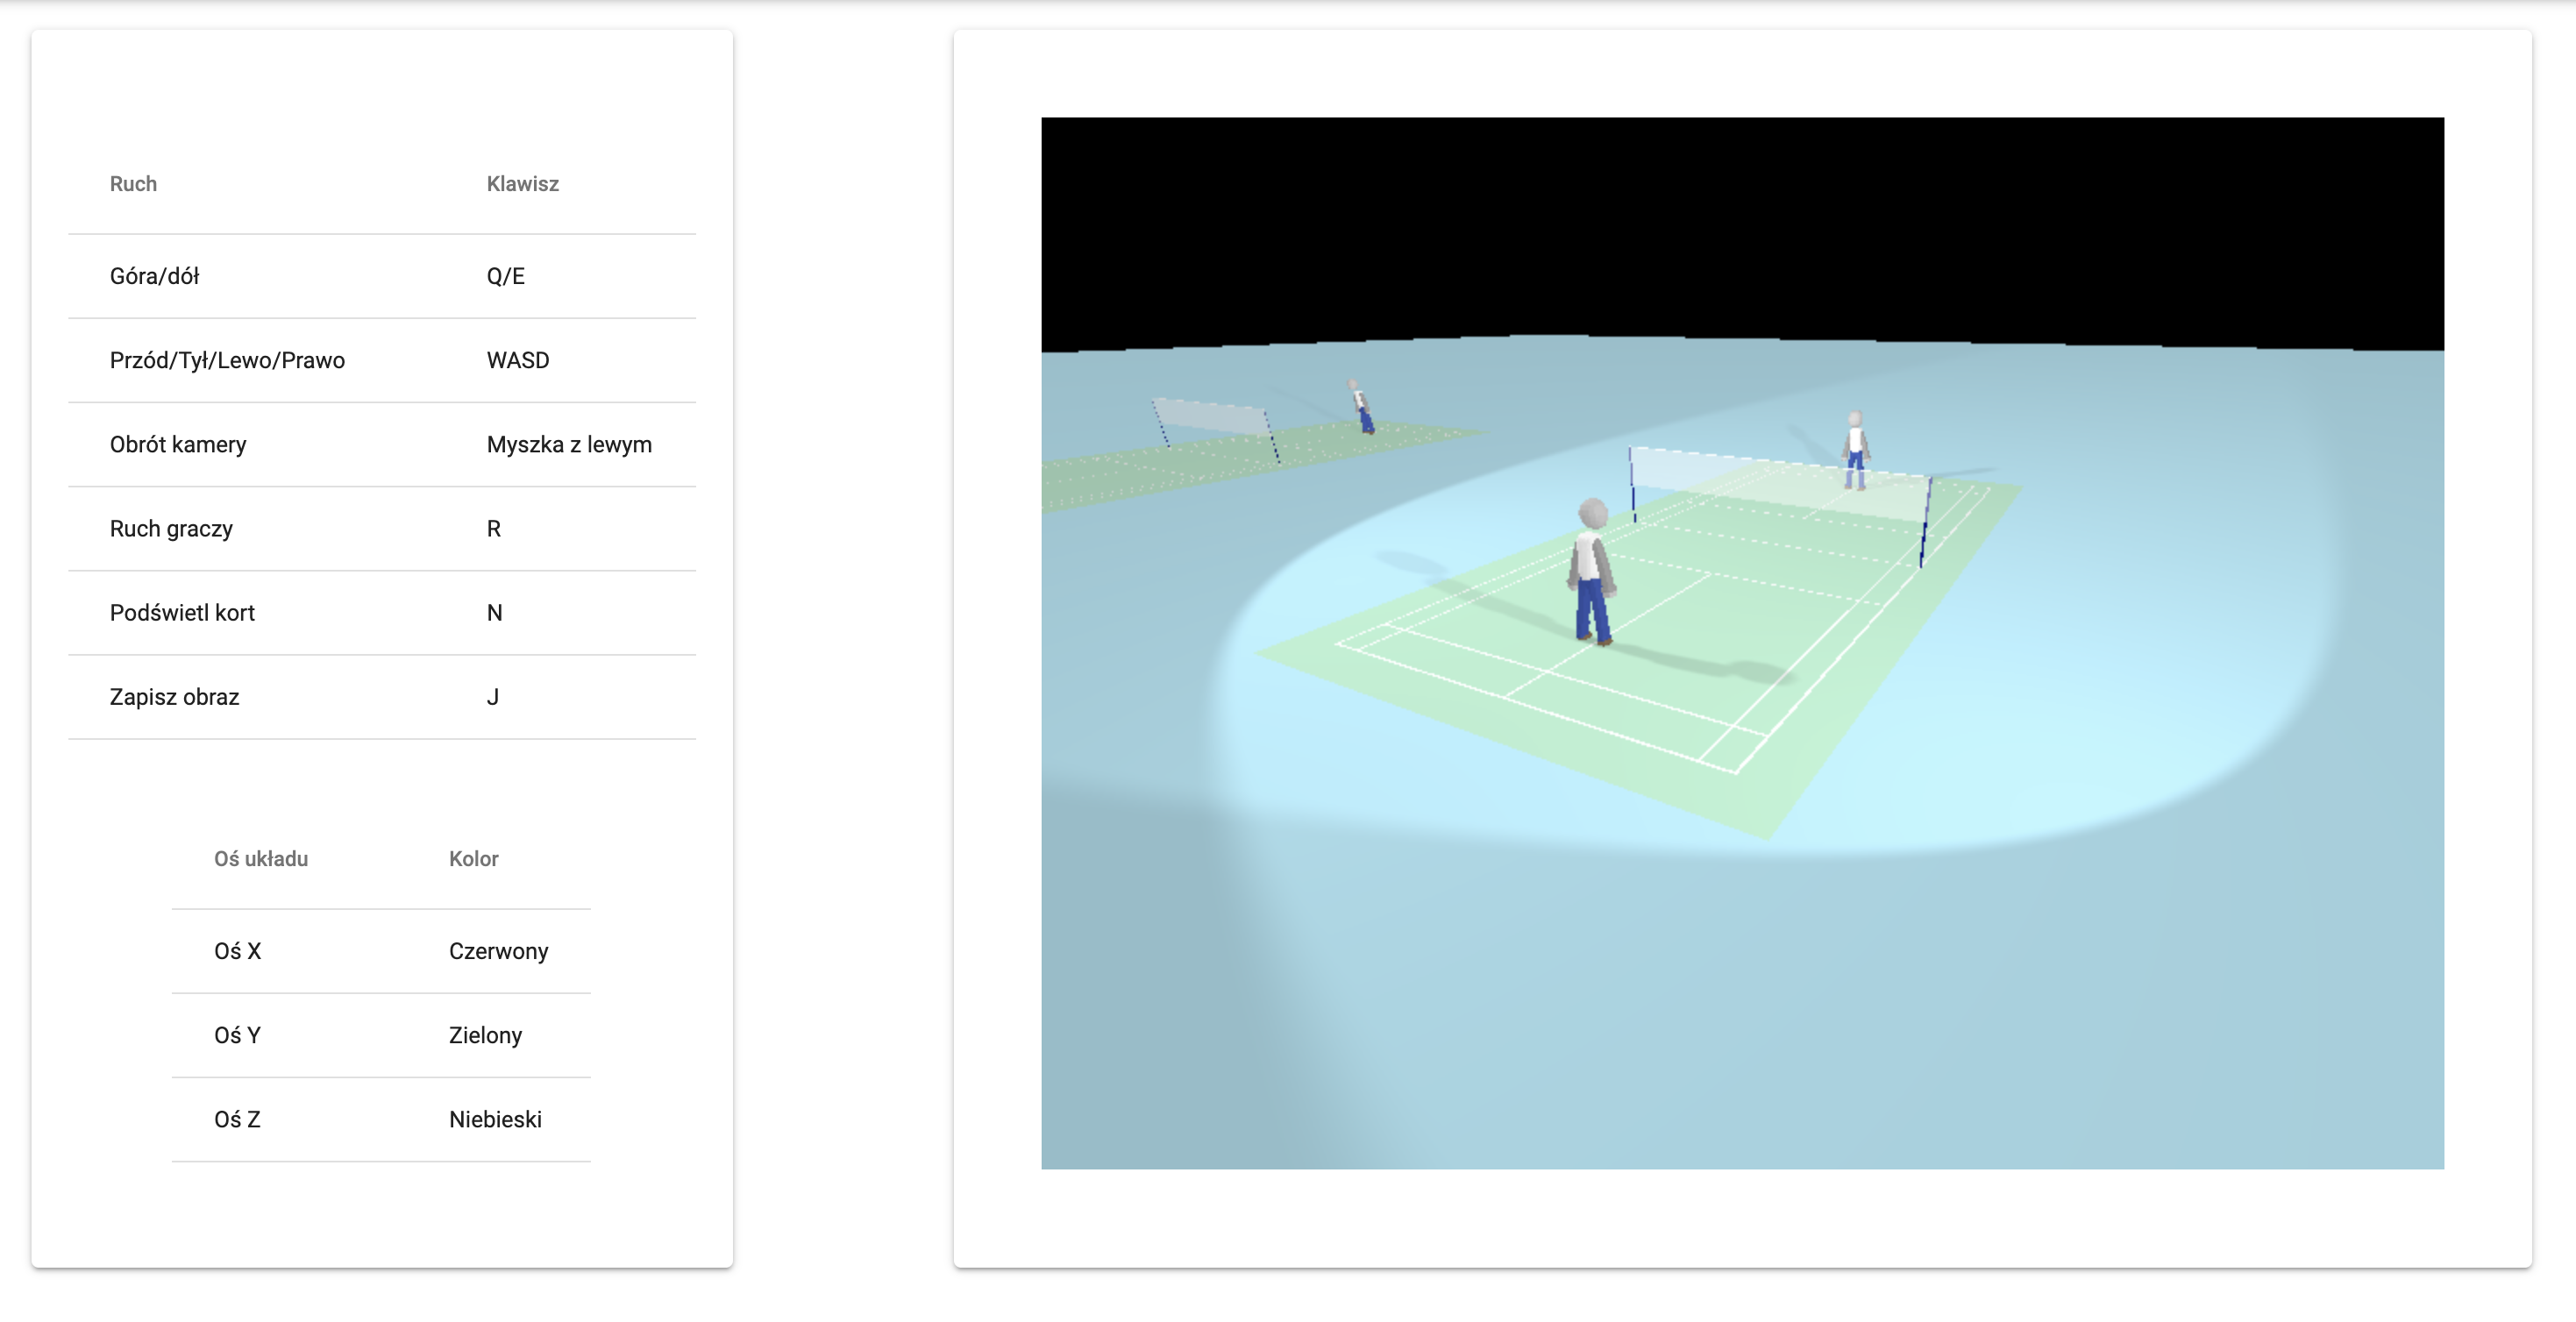 Ruch Klawisz
Góra/dół Q/E
Przód/Tył/Lewo/Prawo WASD
Obrót kamery Myszka z lewym
Ruch graczy R
Podświetl kort N
Zapisz obraz J
Oś układu Kolor
Oś X Czerwony
Oś Y Zielony
Oś Z Niebieski